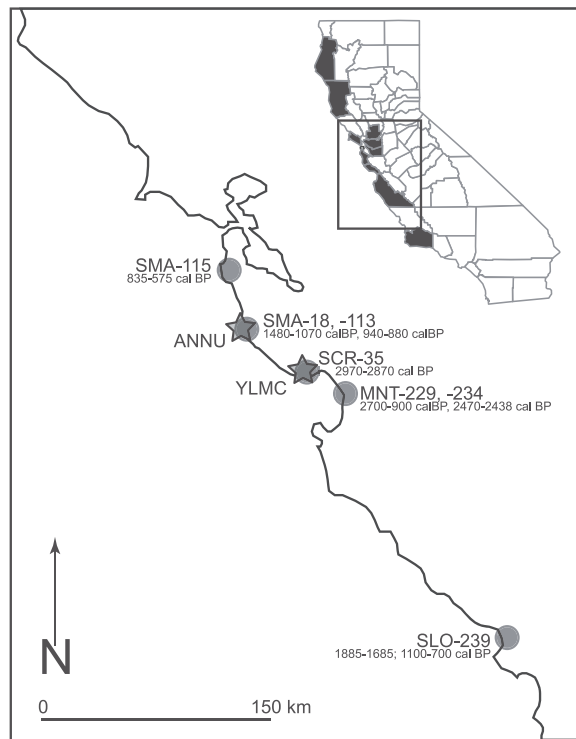 SMA-115
835-575 cal BP
SMA-18, -113
1480-1070 calBP, 940-880 calBP
ANNU
SCR-35
2970-2870 cal BP
YLMC
MNT-229, -234
2700-900 calBP, 2470-2438 cal BP
SLO-239
1885-1685; 1100-700 cal BP
N
0 150 km